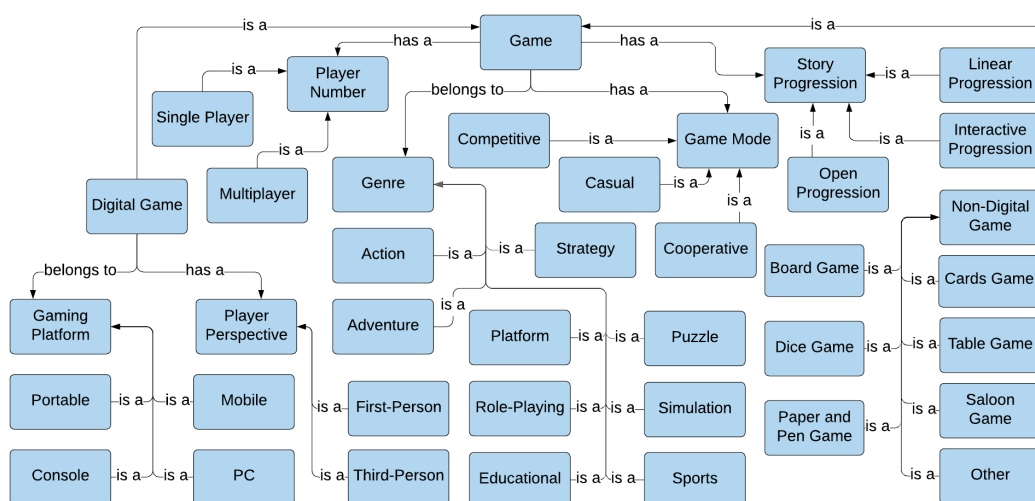 is a
is a
Game
has a
has a
Player
Number
Story
Progression
is a
Linear
Progression
is a
Single Player
belongs to
has a
Competitive
is a
Game Mode
is a
is a
Interactive
Progression
is a
Multiplayer
Genre
Casual
is a
Open
Progression
Digital Game
is a
Non-Digital
Game
Action
is a
is a
Strategy
Cooperative
Board Game
is a
is a
Cards Game
belongs to
has a
Gaming
Platform
Player
Perspective
Adventure
is a
Platform
is a
is a
Puzzle
Dice Game
is a
is a
Table Game
Portable
is a
is a
Mobile
is a
First-Person
Role-Playing
is a
is a
Simulation
Paper and
Pen Game
is a
is a
Saloon
Game
Console
is a
is a
PC
is a
Third-Person
Educational
is a
is a
Sports
is a
Other